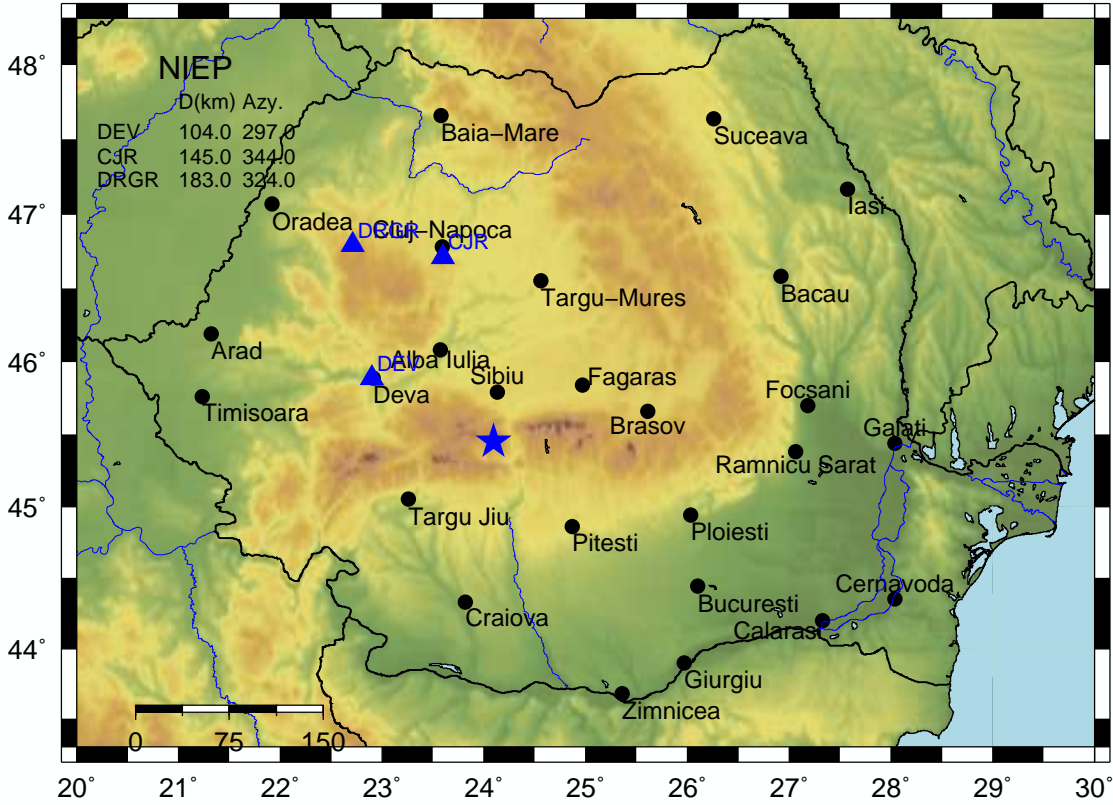 48°
47°
46°
45°
44°
NIEP
D(km) Azy.
DEV 104.0 297.0
CJR 145.0 344.0
DRGR 183.0 324.0
Baia-Mare
Suceava
Iasi
Oradea
DRGR
Cluj-Napoca
CJR
Targu-Mures
Bacau
Arad
Alba Iulia
DEV
Deva
Sibiu
Fagaras
Timisoara
Brasov
Focsani
Galati
Ramnicu Sarat
Targu Jiu
Pitesti
Ploiesti
Craiova
Bucuresti
Cernavoda
Calarasi
Giurgiu
Zimnicea
0 75 150
20° 21° 22° 23° 24° 25° 26° 27° 28° 29° 30°